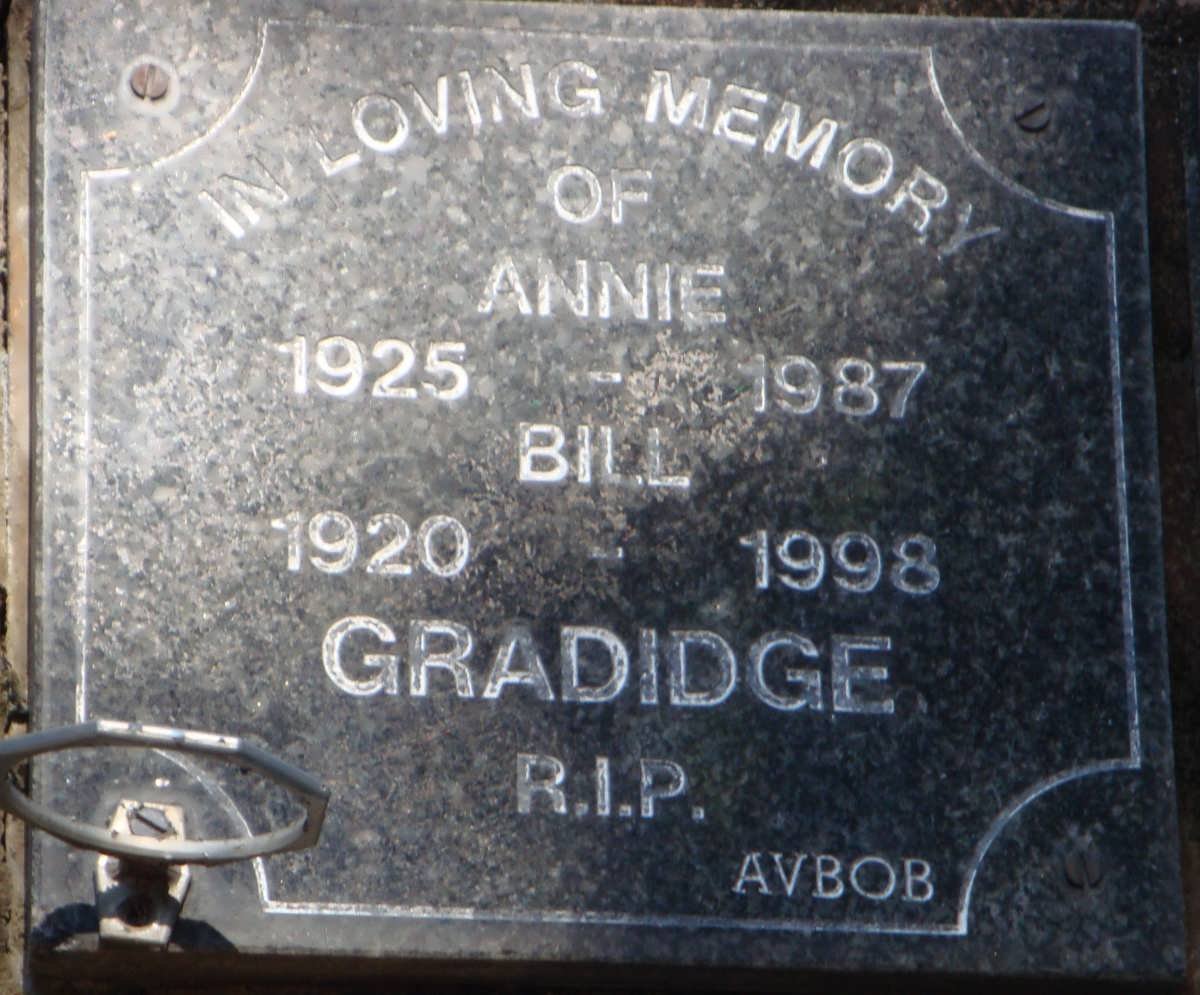 IN LOVING MEMORY
OF
ANNIE
1925 - 1987
BILL
1920 - 1998
GRADIDGE
R.I.P.
AVBOB